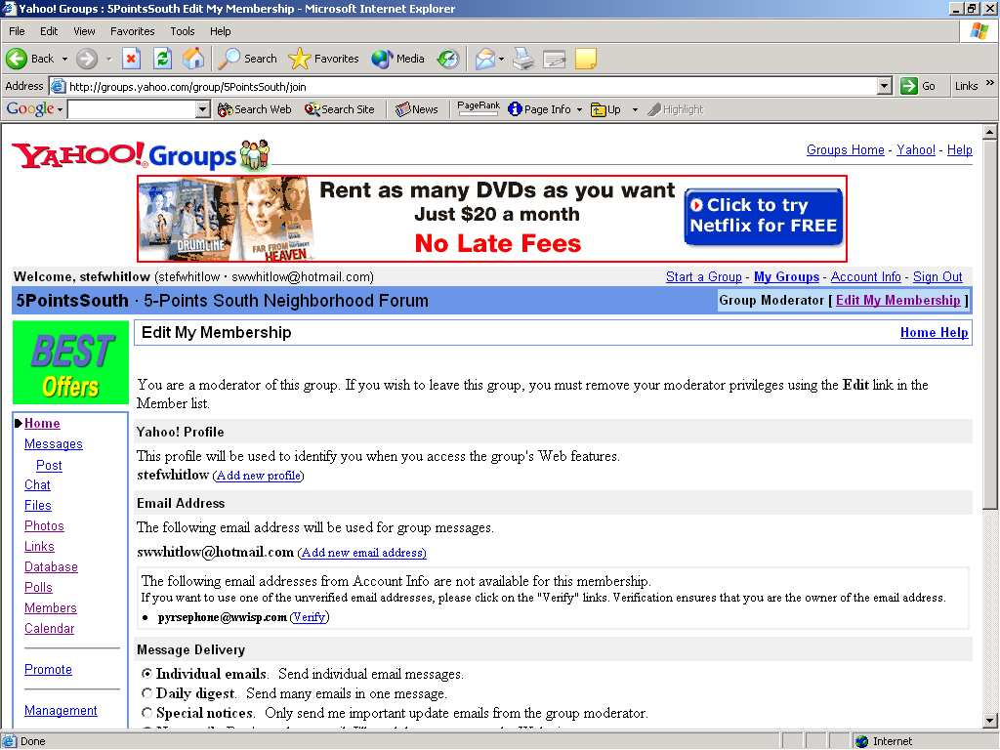 Yahoo! Groups : 5PointsSouth Edit My Membership - Microsoft Internet Explorer
File Edit View Favorites Tools Help
Back Search Favorites Media
Address http://groups.yahoo.com/group/5PointsSouth/join Go Links »
Google Search Web Search Site News PageRank Page Info Up Highlight
YAHOO! Groups
Groups Home - Yahoo! - Help
DRUMLINE
FAR FROM HEAVEN
Rent as many DVDs as you want
Just $20 a month
No Late Fees
Click to try
Netflix for FREE
Welcome, stefwhitlow (stefwhitlow · swwhitlow@hotmail.com)
Start a Group - My Groups - Account Info - Sign Out
5PointsSouth · 5-Points South Neighborhood Forum
Group Moderator [ Edit My Membership ]
BEST
Offers
Edit My Membership
Home Help
You are a moderator of this group. If you wish to leave this group, you must remove your moderator privileges using the Edit link in the
Member list.
Home
Messages
Post
Chat
Files
Photos
Links
Database
Polls
Members
Calendar
Promote
Management
Yahoo! Profile
This profile will be used to identify you when you access the group's Web features.
stefwhitlow (Add new profile)
Email Address
The following email address will be used for group messages.
swwhitlow@hotmail.com (Add new email address)
The following email addresses from Account Info are not available for this membership.
If you want to use one of the unverified email addresses, please click on the "Verify" links. Verification ensures that you are the owner of the email address.
• pyrsephone@wwisp.com (Verify)
Message Delivery
Individual emails. Send individual email messages.
Daily digest. Send many emails in one message.
Special notices. Only send me important update emails from the group moderator.
Done
Internet